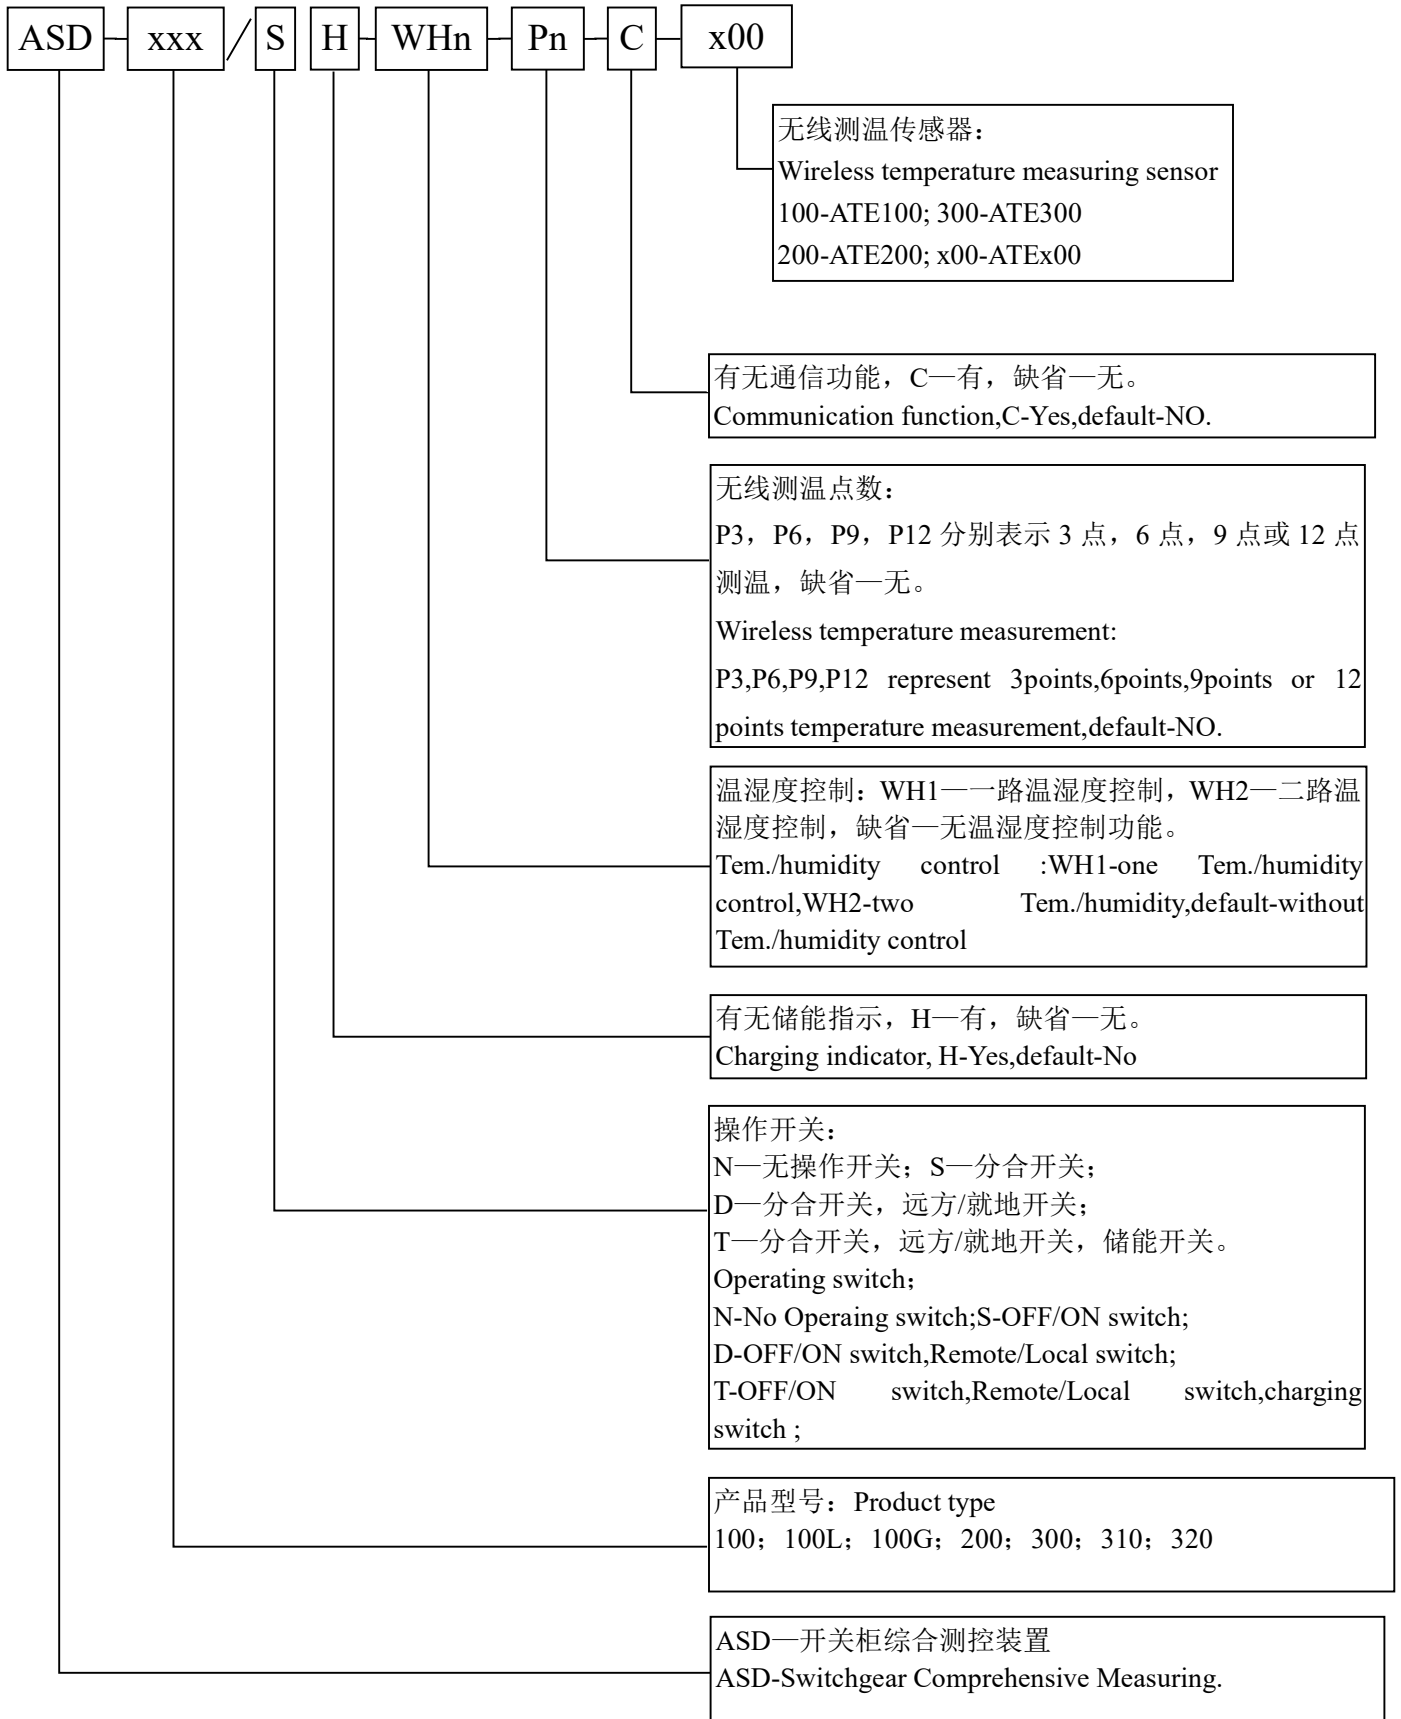 ASD xxx / S H WHn Pn C x00
无线测温传感器：
Wireless temperature measuring sensor
100-ATE100; 300-ATE300
200-ATE200; x00-ATEx00
有无通信功能，C—有，缺省—无。
Communication function,C-Yes,default-NO.
无线测温点数：
P3，P6，P9，P12 分别表示 3 点，6 点，9 点或 12 点
测温，缺省—无。
Wireless temperature measurement:
P3,P6,P9,P12 represent 3points,6points,9points or 12
points temperature measurement,default-NO.
温湿度控制：WH1—一路温湿度控制，WH2—二路温
湿度控制，缺省—无温湿度控制功能。
Tem./humidity control :WH1-one Tem./humidity
control,WH2-two Tem./humidity,default-without
Tem./humidity control
有无储能指示，H—有，缺省—无。
Charging indicator, H-Yes,default-No
操作开关：
N—无操作开关；S—分合开关；
D—分合开关，远方/就地开关；
T—分合开关，远方/就地开关，储能开关。
Operating switch；
N-No Operaing switch;S-OFF/ON switch;
D-OFF/ON switch,Remote/Local switch;
T-OFF/ON switch,Remote/Local switch,charging
switch ;
产品型号：Product type
100；100L；100G；200；300；310；320
ASD—开关柜综合测控装置
ASD-Switchgear Comprehensive Measuring.